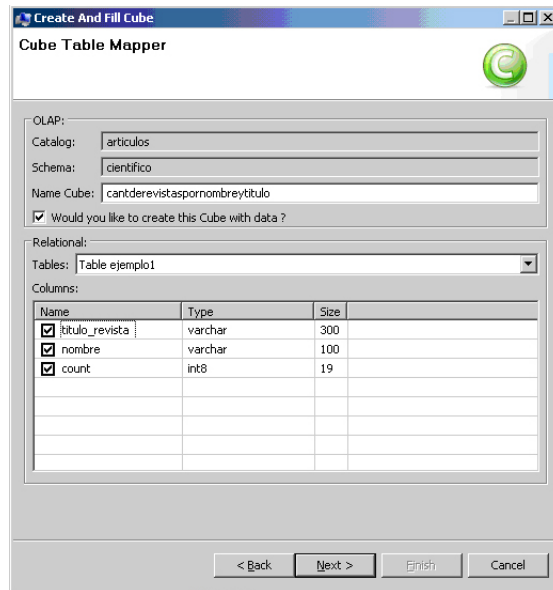 Create And Fill Cube
Cube Table Mapper
C
OLAP:
Catalog: articulos
Schema: cientifico
Name Cube: cantderevistaspornombreytitulo
Would you like to create this Cube with data ?
Relational:
Tables: Table ejemplo1
Columns:
Name Type Size
titulo_revista varchar 300
nombre varchar 100
count int8 19
< Back Next > Finish Cancel